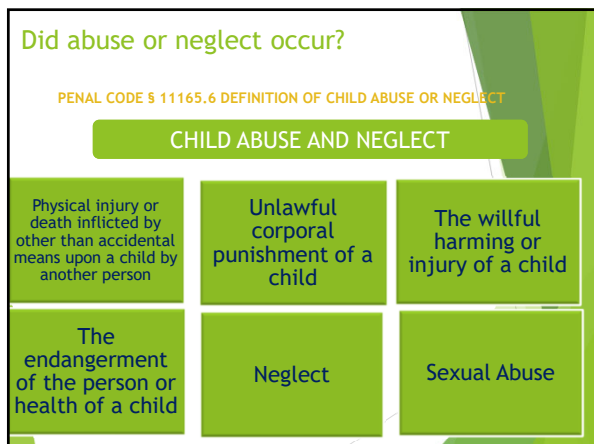 Did abuse or neglect occur?
PENAL CODE § 11165.6 DEFINITION OF CHILD ABUSE OR NEGLECT
CHILD ABUSE AND NEGLECT
Physical injury or
death inflicted by
other than accidental
means upon a child by
another person
Unlawful
corporal
punishment of a
child
The willful
harming or
injury of a child
The
endangerment
of the person or
health of a child
Neglect
Sexual Abuse